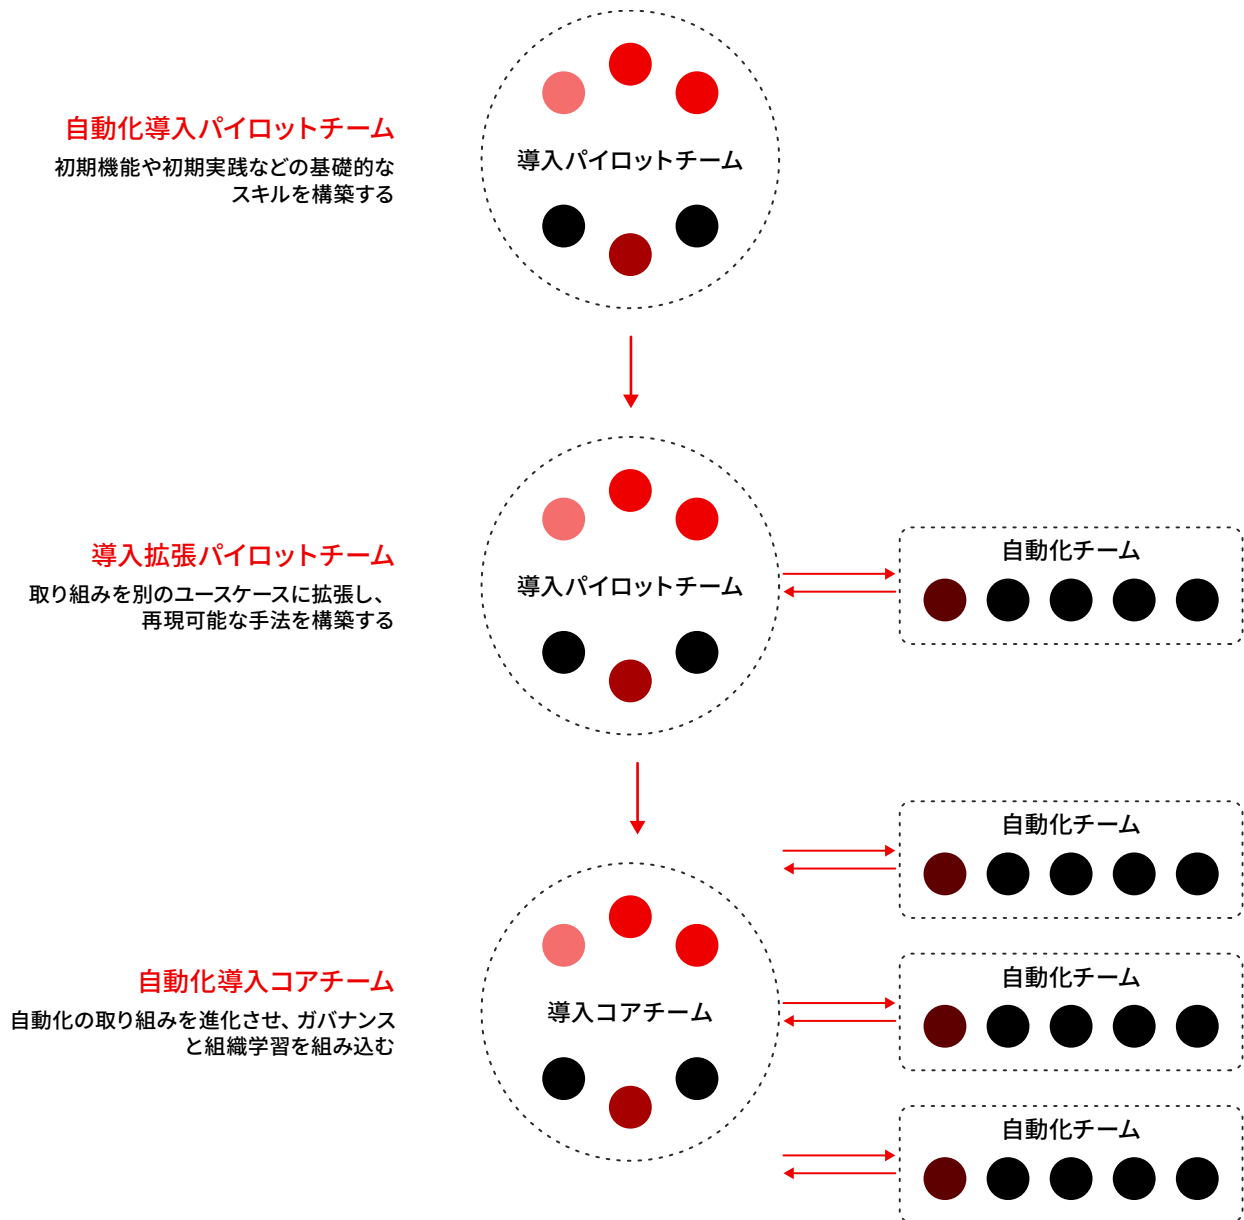 自動化導入パイロットチーム
初期機能や初期実践などの基礎的な
スキルを構築する
導入パイロットチーム
導入拡張パイロットチーム
取り組みを別のユースケースに拡張し、
再現可能な手法を構築する
導入パイロットチーム
自動化チーム
自動化チーム
自動化導入コアチーム
自動化の取り組みを進化させ、ガバナンス
と組織学習を組み込む
導入コアチーム
自動化チーム
自動化チーム